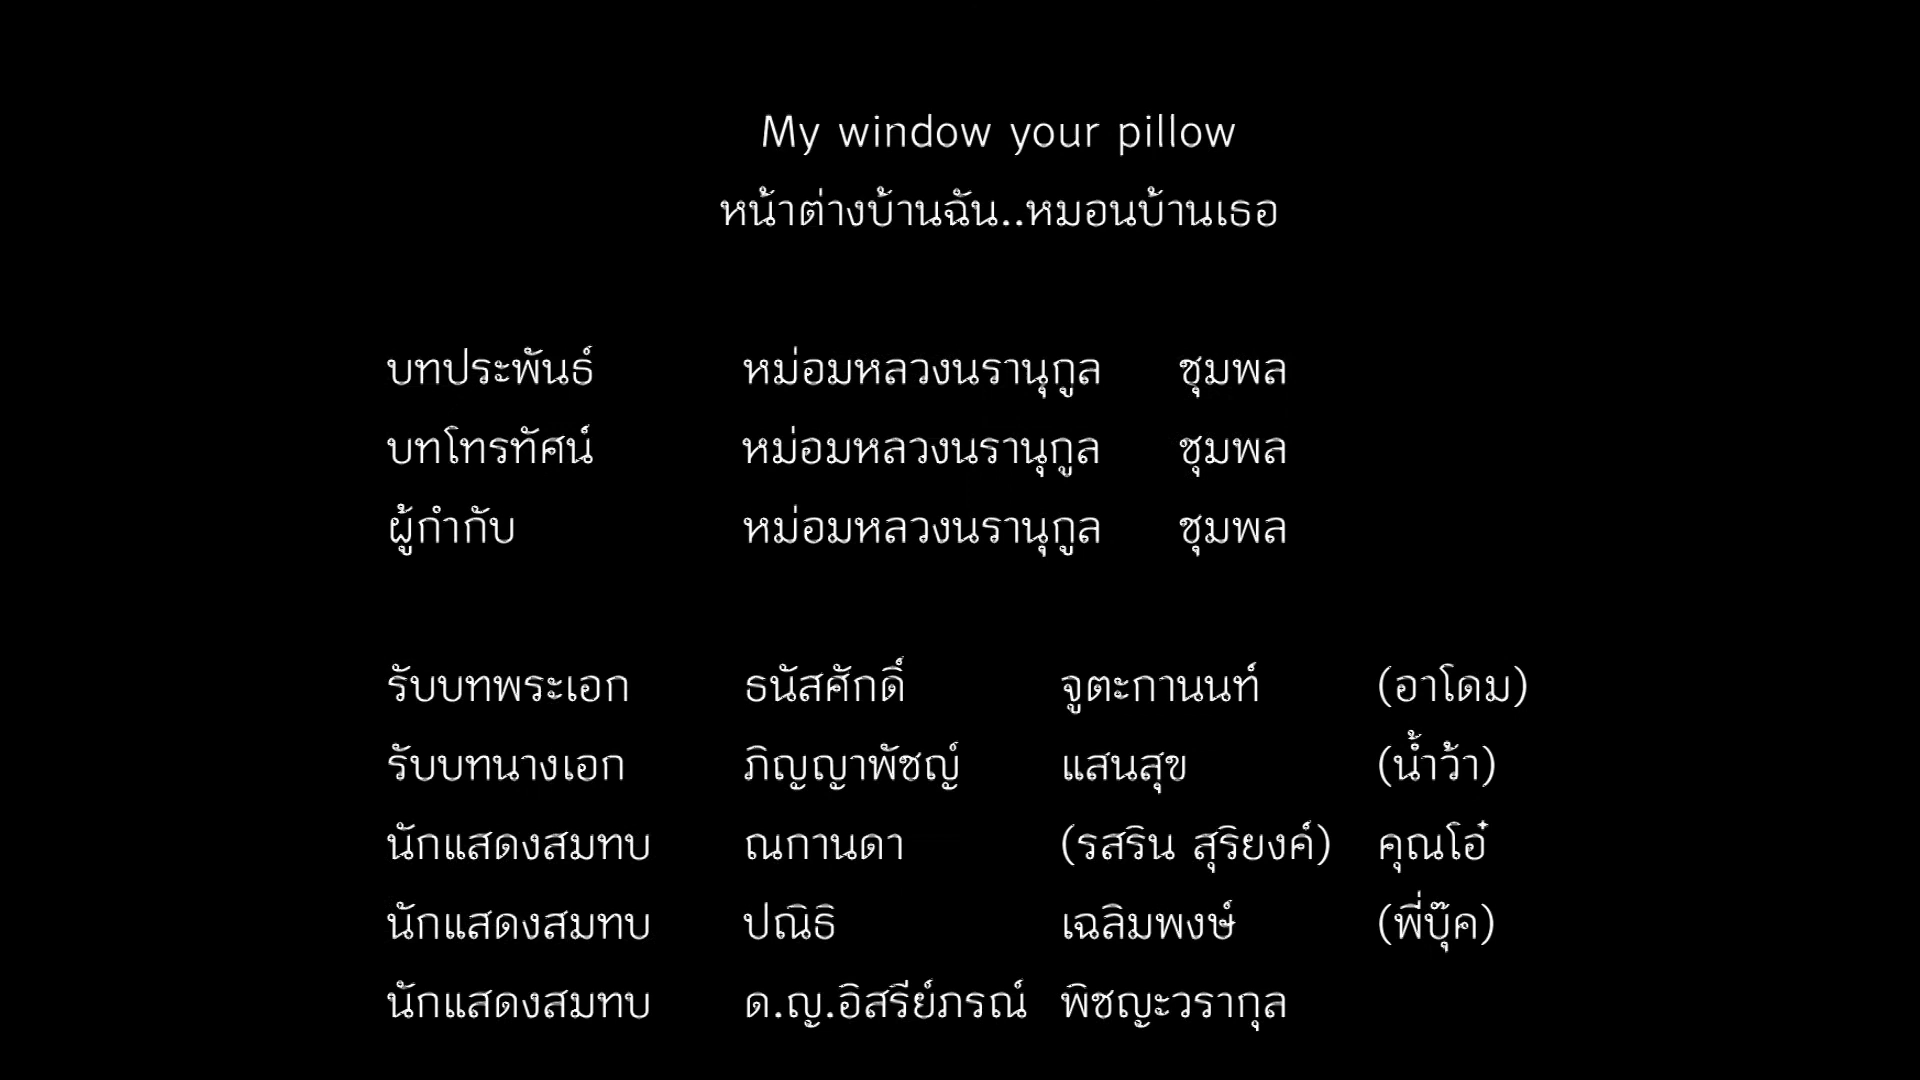 My window your pillow
หน้าต่างบ้านฉัน..หมอนบ้านเธอ
บทประพันธ์ หม่อมหลวงนรานุกูล ชุมพล
บทโทรทัศน์ หม่อมหลวงนรานุกูล ชุมพล
ผู้กำกับ หม่อมหลวงนรานุกูล ชุมพล
รับบทพระเอก ธนัสศักดิ์ จูตะกานนท์ (อาโดม)
รับบทนางเอก ภิญญาพัชญ์ แสนสุข (น้ำว้า)
นักแสดงสมทบ ณกานดา (รสริน สุริยงค์) คุณโอ๋
นักแสดงสมทบ ปณิธิ เฉลิมพงษ์ (พี่บุ๊ค)
นักแสดงสมทบ ด.ญ.อิสรีย์ภรณ์ พิชญะวรากุล